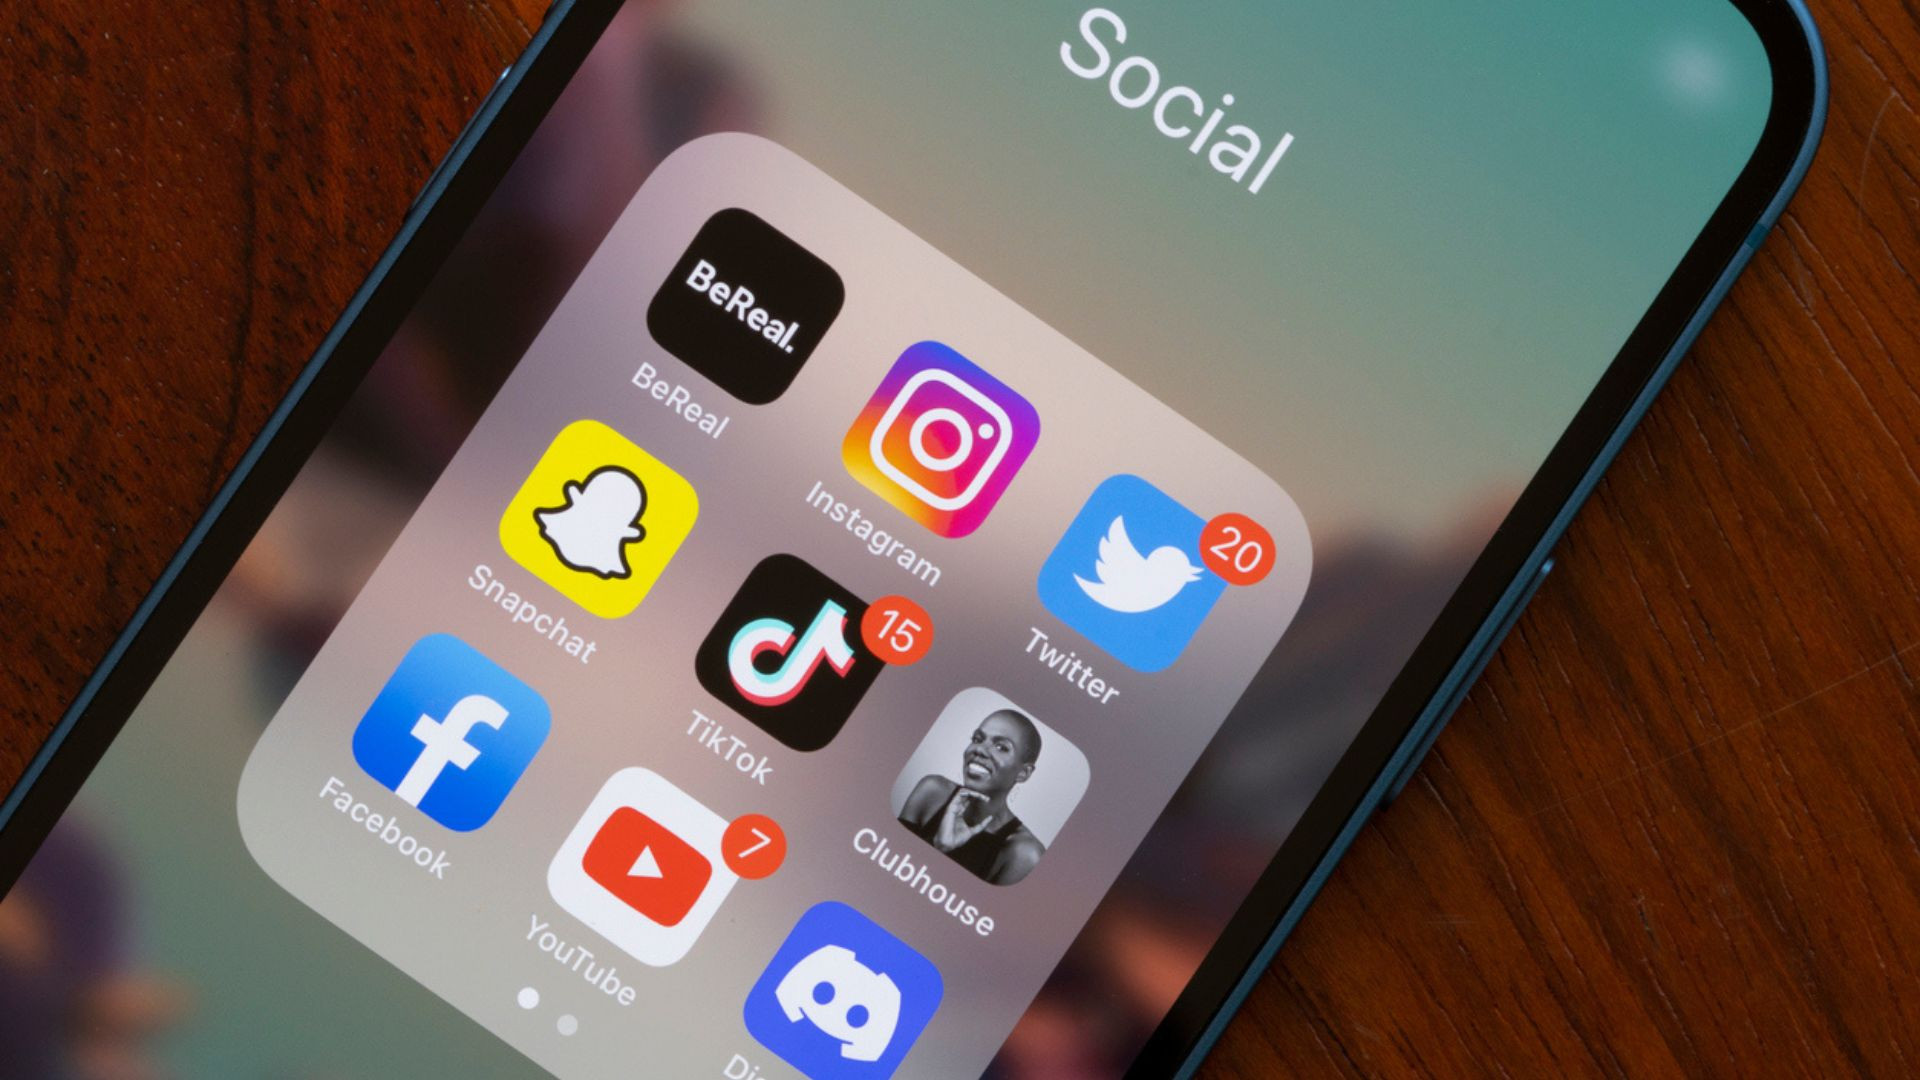 Social
BeReal.
BeReal
Instagram
20
Twitter
Snapchat
15
TikTok
Clubhouse
Facebook
7
YouTube